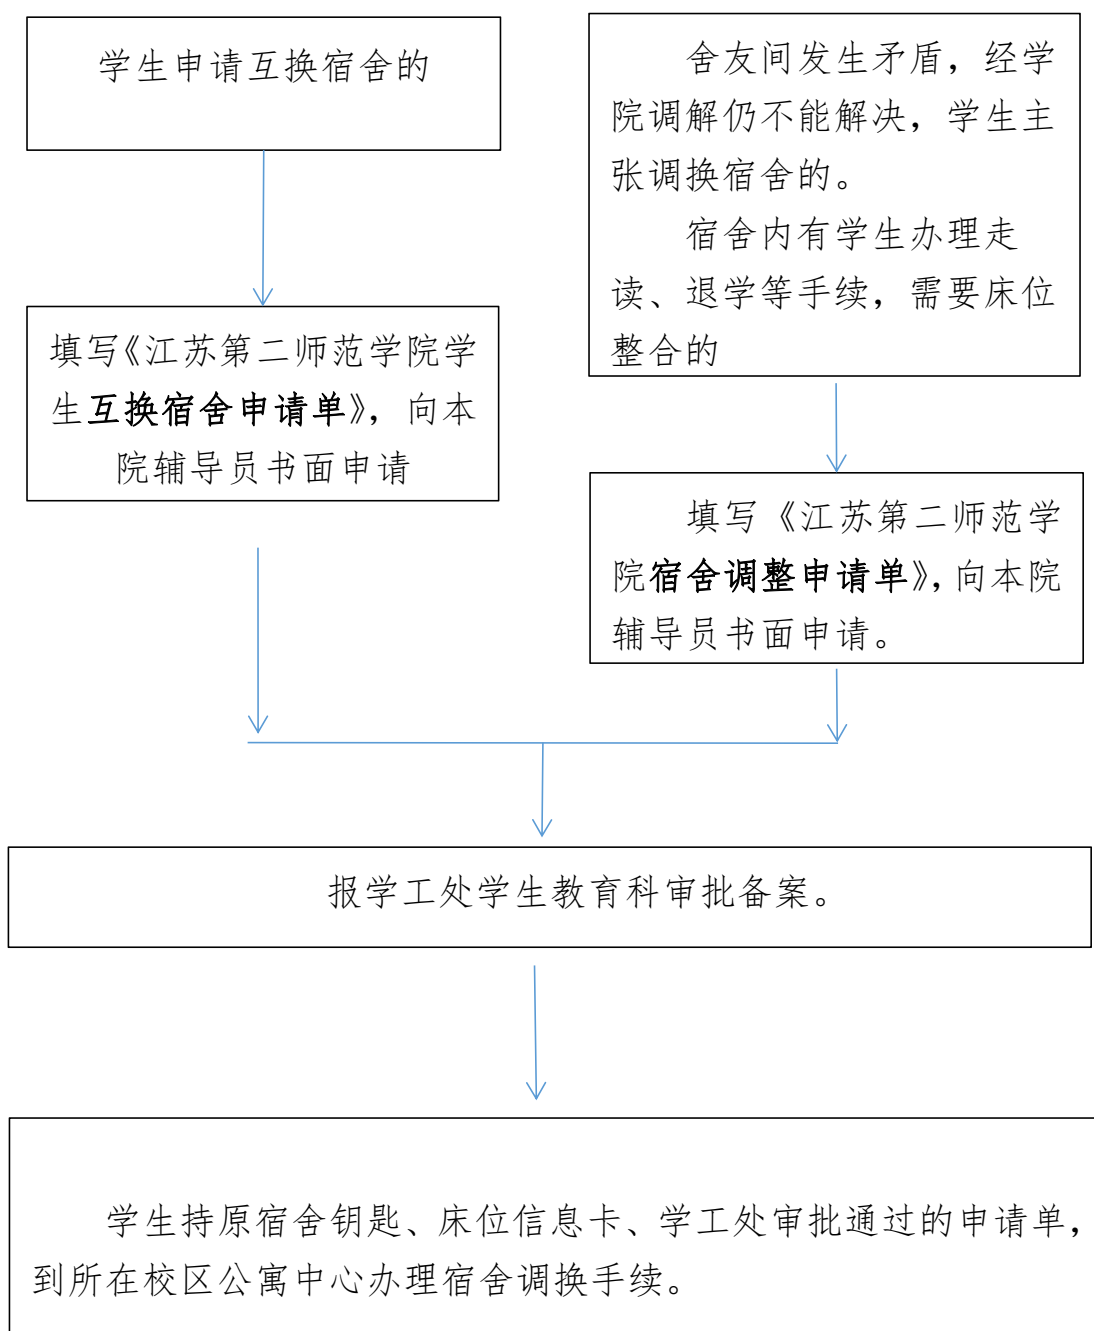 学生申请互换宿舍的
舍友间发生矛盾，经学
院调解仍不能解决，学生主
张调换宿舍的。
宿舍内有学生办理走
读、退学等手续，需要床位
整合的
填写《江苏第二师范学院学
生互换宿舍申请单》，向本
院辅导员书面申请
填写《江苏第二师范学
院宿舍调整申请单》，向本院
辅导员书面申请。
报学工处学生教育科审批备案。
学生持原宿舍钥匙、床位信息卡、学工处审批通过的申请单，
到所在校区公寓中心办理宿舍调换手续。